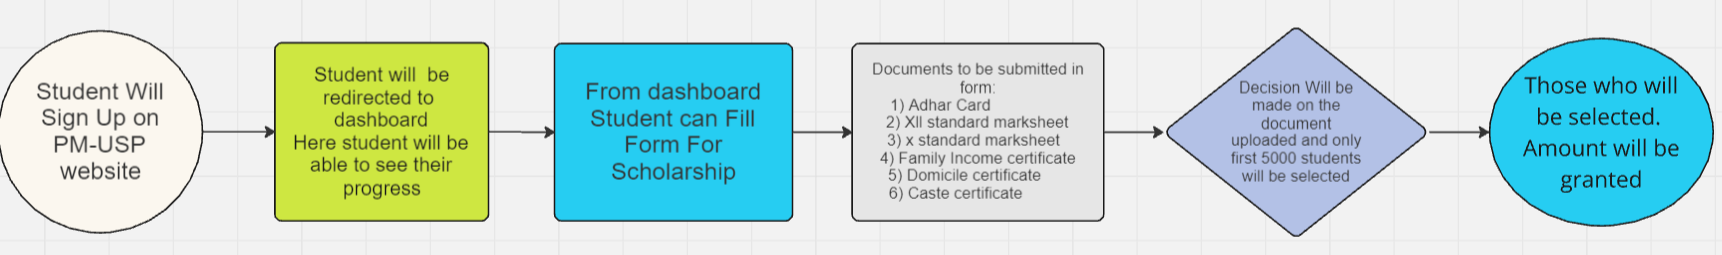 Student Will
Sign Up on
PM-USP
website
Student will be
redirected to
dashboard
Here student will be
able to see their
progress
From dashboard
Student can Fill
Form For
Scholarship
Documents to be submitted in
form:
1) Adhar Card
2) XII standard marksheet
3) x standard marksheet
4) Family Income certificate
5) Domicile certificate
6) Caste certificate
Decision Will be
made on the
document
uploaded and only
first 5000 students
will be selected
Those who will
be selected.
Amount will be
granted